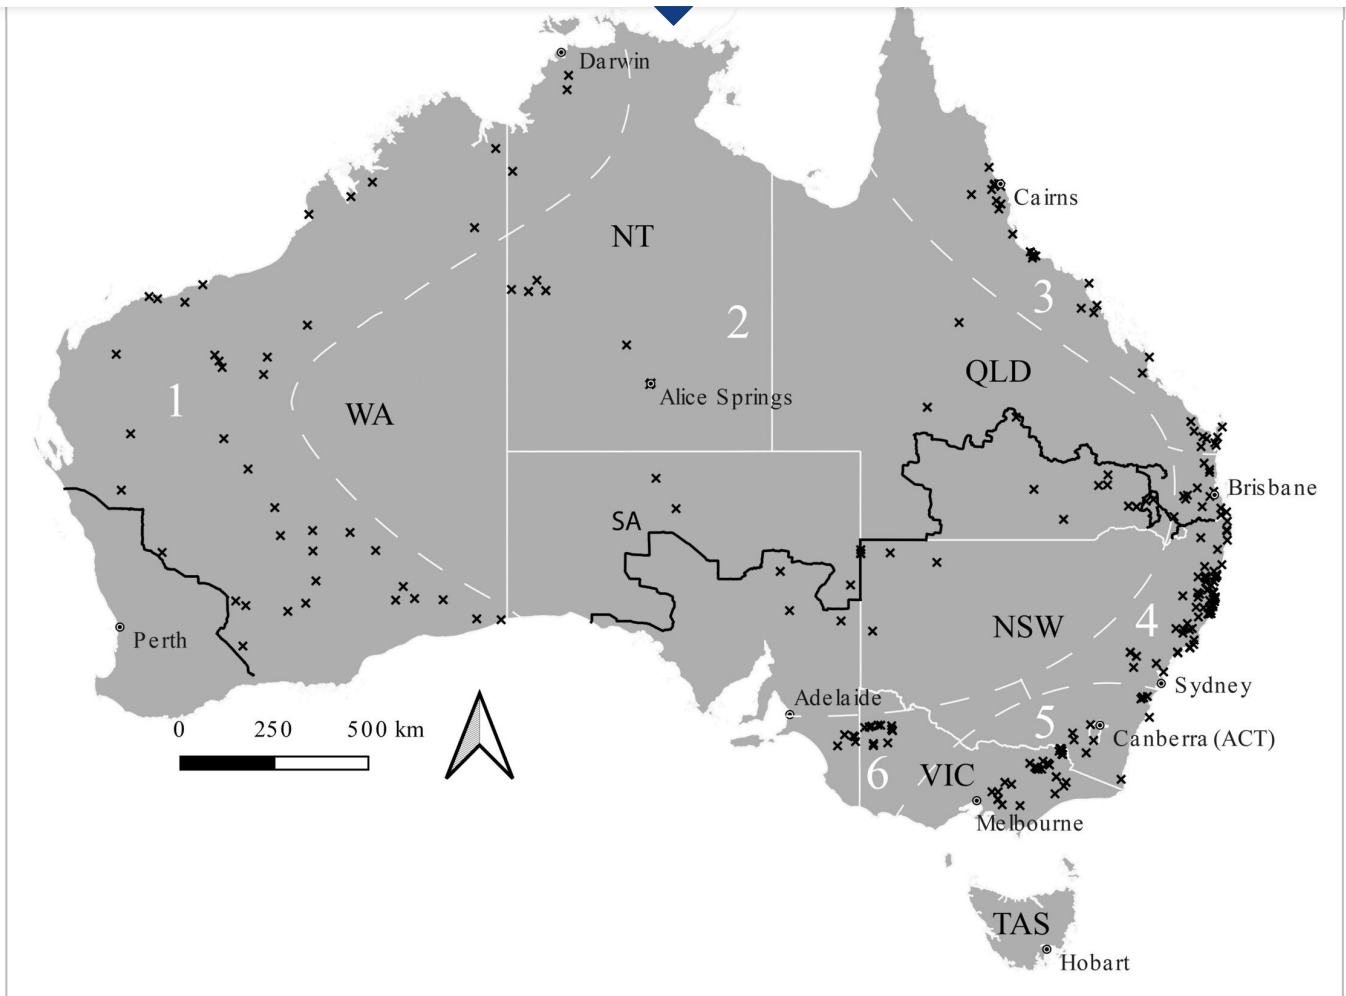 Darwin
Cairns
NT
3
2
QLD
Alice Springs
1
WA
Brisbane
SA
NSW
4
Perth
Sydney
Adelaide
5
0 250 500 km
Canberra (ACT)
6
VIC
Melbourne
TAS
Hobart